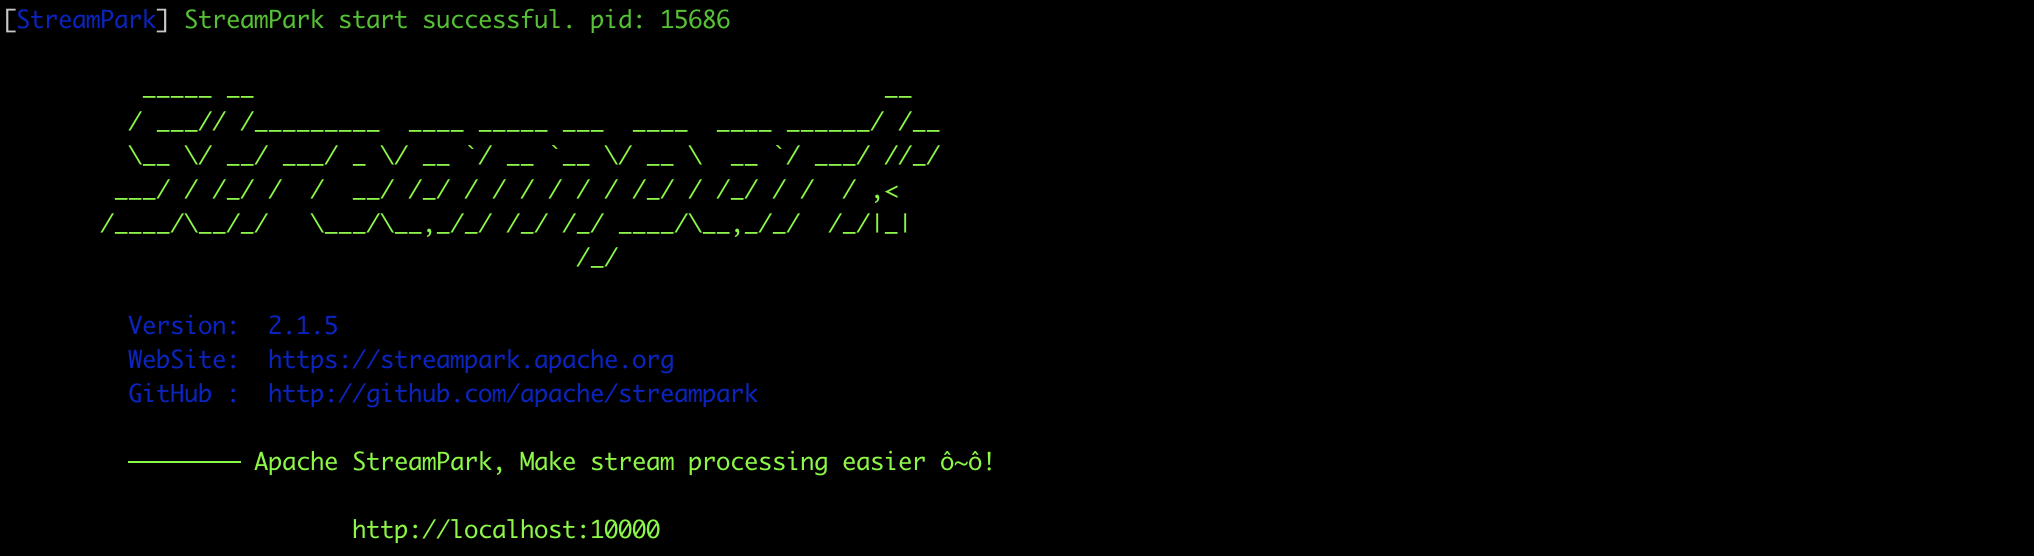 [StreamPark] StreamPark start successful. pid: 15686
streampark
Version:  2.1.5
WebSite:  https://streampark.apache.org
GitHub :  http://github.com/apache/streampark
──────── Apache StreamPark, Make stream processing easier ô~ô!
http://localhost:10000